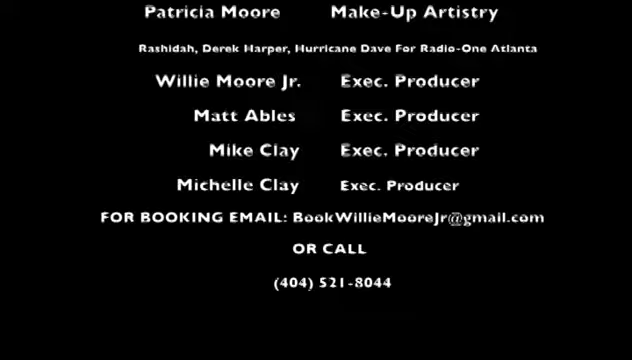 Patricia Moore Make-Up Artistry
Rashidah, Derek Harper, Hurricane Dave For Radio-One Atlanta
Willie Moore Jr. Exec. Producer
Matt Ables Exec. Producer
Mike Clay Exec. Producer
Michelle Clay Exec. Producer
FOR BOOKING EMAIL: BookWillieMooreJr@gmail.com
OR CALL
(404) 521-8044